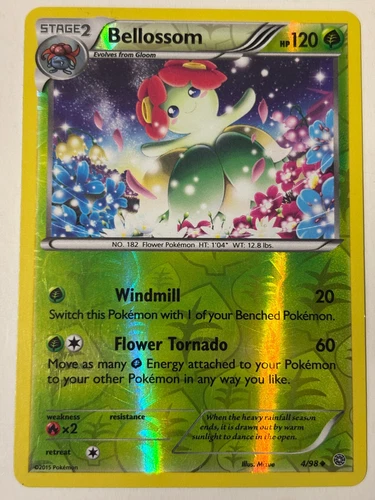 STAGE2
Bellossom
HP 120
Evolves from Gloom
NO. 182 Flower Pokémon HT: 1'04" WT: 12.8 lbs.
Windmill 20
Switch this Pokémon with 1 of your Benched Pokémon.
Flower Tornado 60
Move as many Energy attached to your Pokémon
to your other Pokémon in any way you like.
weakness resistance
×2
retreat
When the heavy rainfall season
ends, it is drawn out by warm
sunlight to dance in the open.
©2015 Pokémon
Illus. 4/98